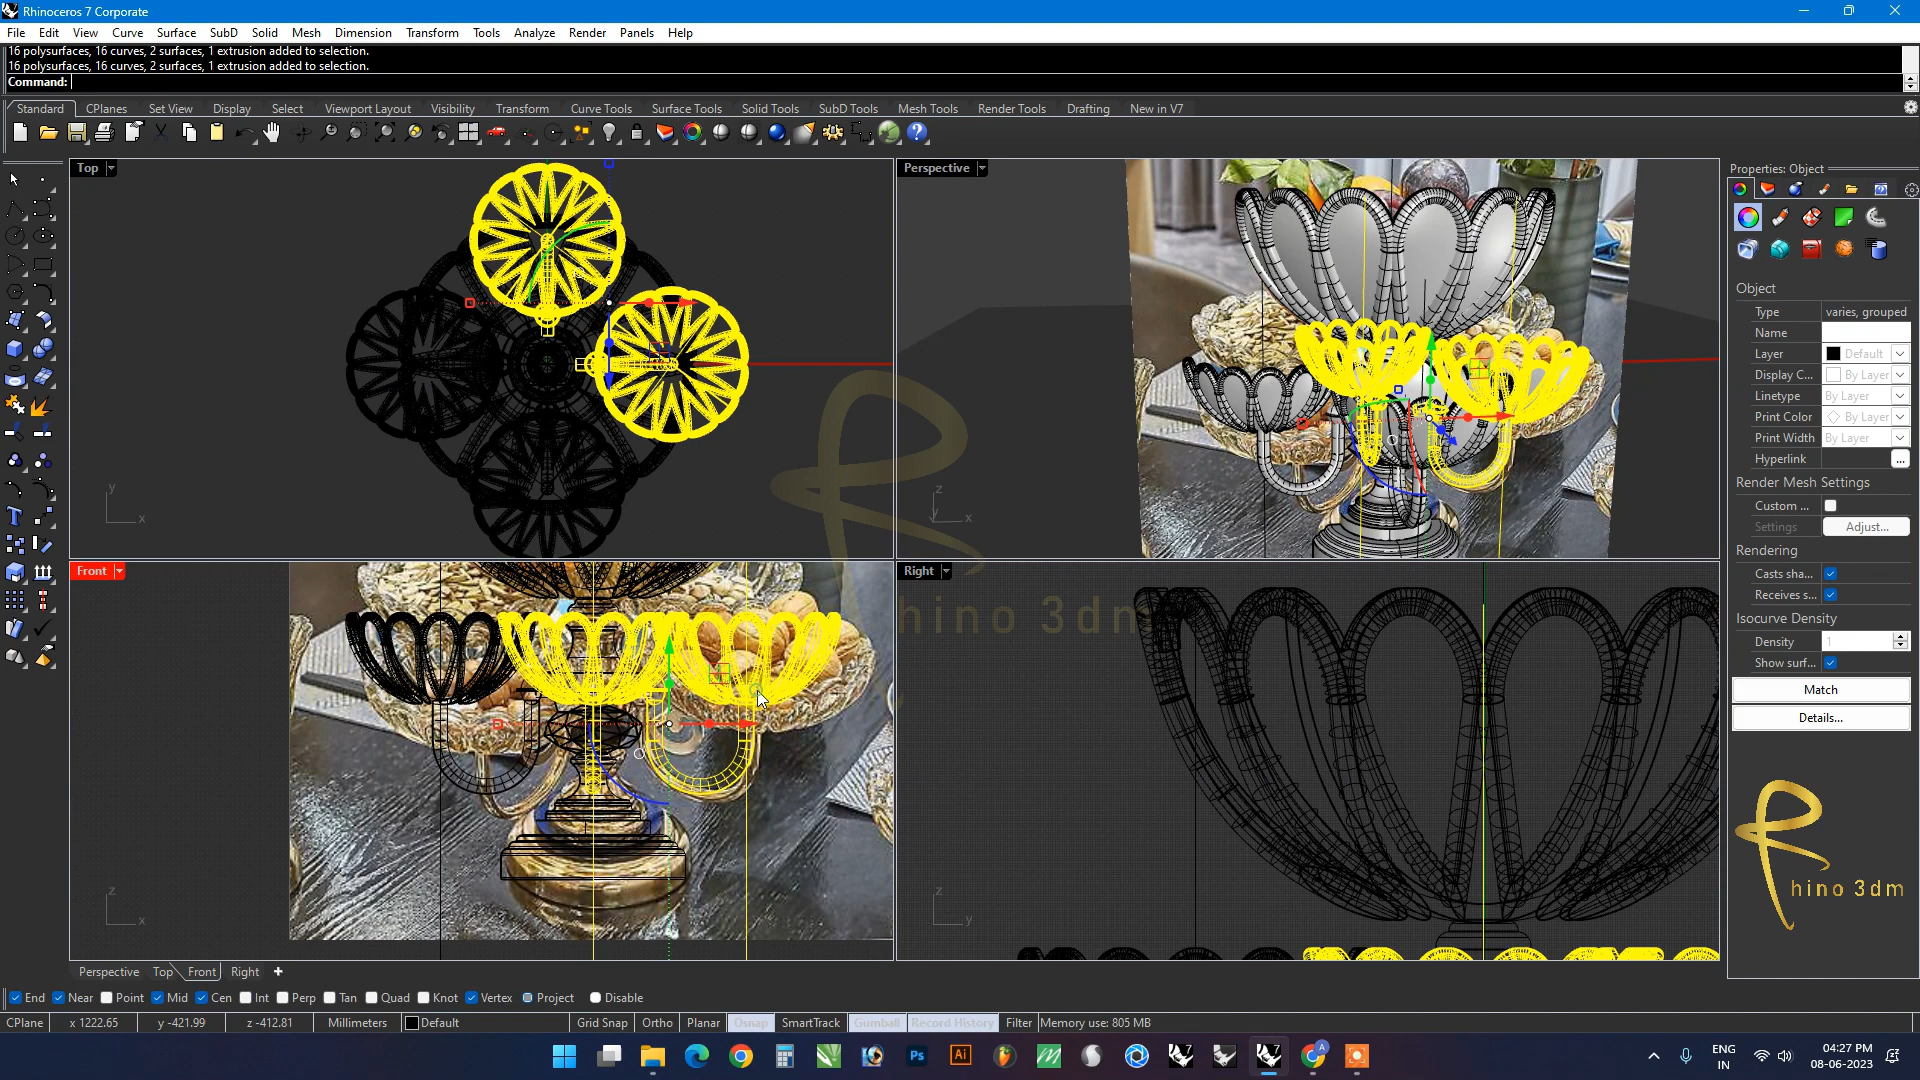 Rhinoceros 7 Corporate
File Edit View Curve Surface SubD Solid Mesh Dimension Transform Tools Analyze Render Panels Help
16 polysurfaces, 16 curves, 2 surfaces, 1 extrusion added to selection.
16 polysurfaces, 16 curves, 2 surfaces, 1 extrusion added to selection.
Command:
Standard CPlanes Set View Display Select Viewport Layout Visibility Transform Curve Tools Surface Tools Solid Tools SubD Tools Mesh Tools Render Tools Drafting New in V7
Top
Perspective
Properties: Object
Object
Type varies, grouped
Name
Layer Default
Display C... By Layer
Linetype By Layer
Print Color By Layer
Print Width By Layer
Hyperlink ...
Render Mesh Settings
Custom ...
Settings Adjust...
Rendering
Casts sha...
Receives s...
Isocurve Density
Density 1
Show surf...
Match
Details...
y
x
z
y
x
Front
Right
hino 3dm
z
x
z
y
hino 3dm
Perspective Top Front Right
End Near Point Mid Cen Int Perp Tan Quad Knot Vertex Project Disable
CPlane x 1222.65 y -421.99 z -412.81 Millimeters Default Grid Snap Ortho Planar Osnap SmartTrack Gumball Record History Filter Memory use: 805 MB
Ps Ai 7 7 A
ENG
IN
04:27 PM
08-06-2023